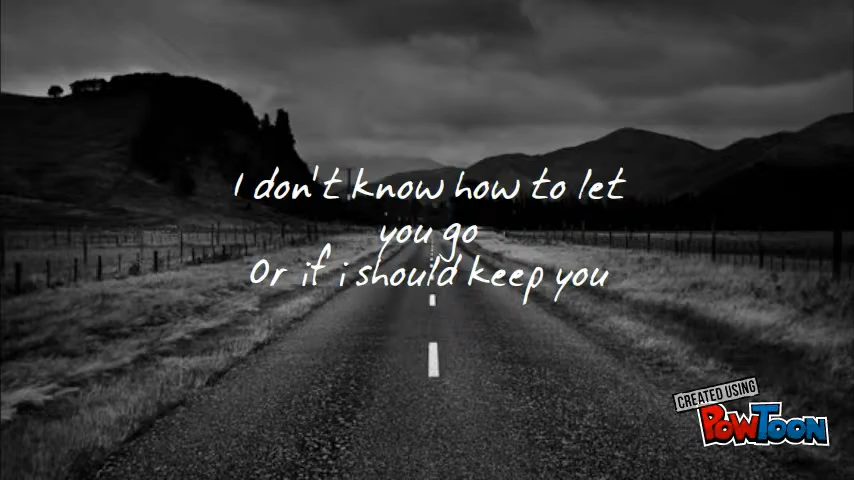 I don't know how to let
you go
Or if i should keep you
CREATED USING
POWTOON